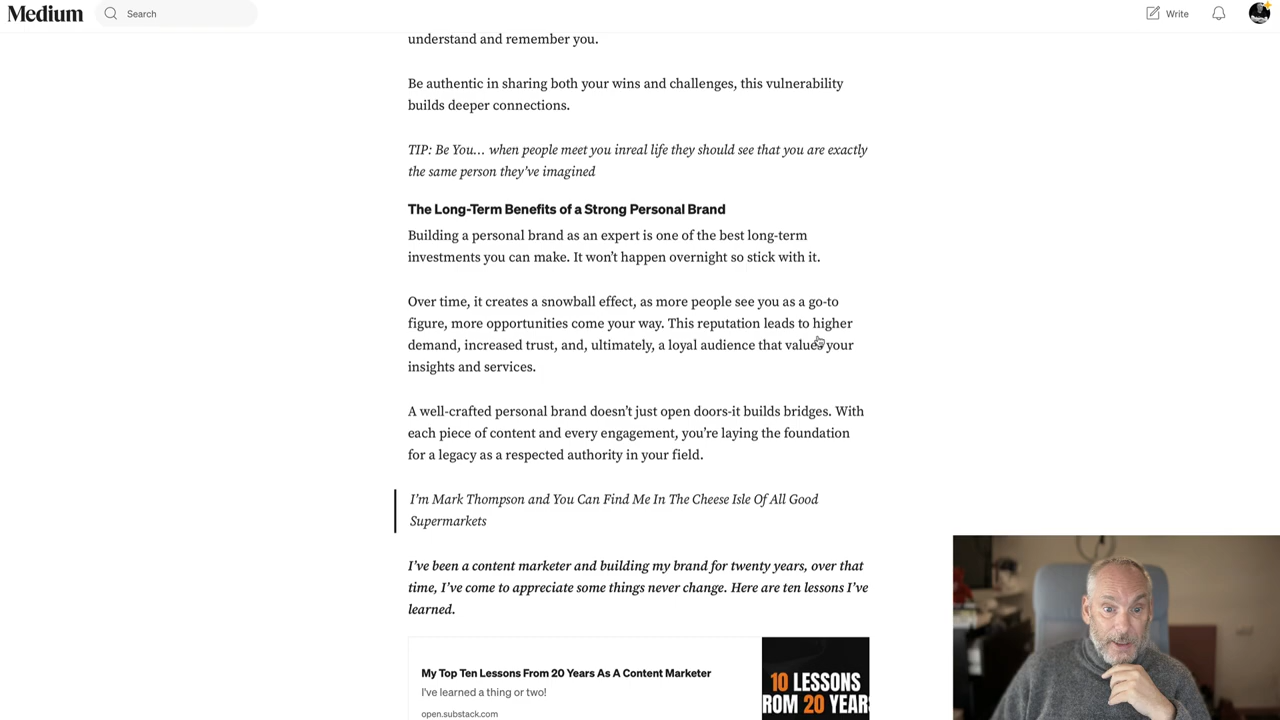 Medium
Search
Write
understand and remember you.
Be authentic in sharing both your wins and challenges, this vulnerability
builds deeper connections.
TIP: Be You… when people meet you inreal life they should see that you are exactly
the same person they've imagined
The Long-Term Benefits of a Strong Personal Brand
Building a personal brand as an expert is one of the best long-term
investments you can make. It won't happen overnight so stick with it.
Over time, it creates a snowball effect, as more people see you as a go-to
figure, more opportunities come your way. This reputation leads to higher
demand, increased trust, and, ultimately, a loyal audience that values your
insights and services.
A well-crafted personal brand doesn't just open doors-it builds bridges. With
each piece of content and every engagement, you're laying the foundation
for a legacy as a respected authority in your field.
I'm Mark Thompson and You Can Find Me In The Cheese Isle Of All Good
Supermarkets
I've been a content marketer and building my brand for twenty years, over that
time, I've come to appreciate some things never change. Here are ten lessons I've
learned.
My Top Ten Lessons From 20 Years As A Content Marketer
I've learned a thing or two!
open.substack.com
10 LESSONS
ROM 20 YEAR